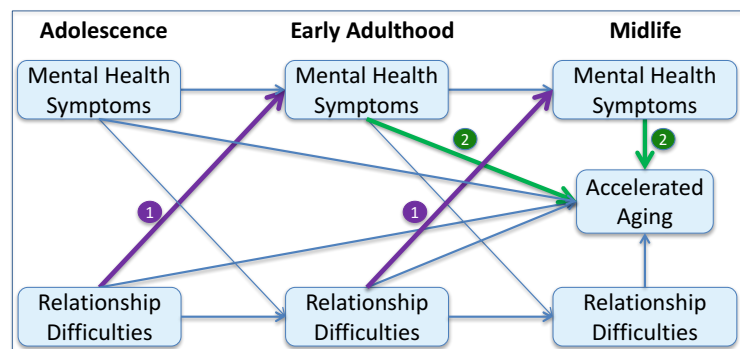 Adolescence Early Adulthood Midlife
Mental Health Symptoms
Mental Health Symptoms
Mental Health Symptoms
2
2
Accelerated Aging
1
1
Relationship Difficulties
Relationship Difficulties
Relationship Difficulties